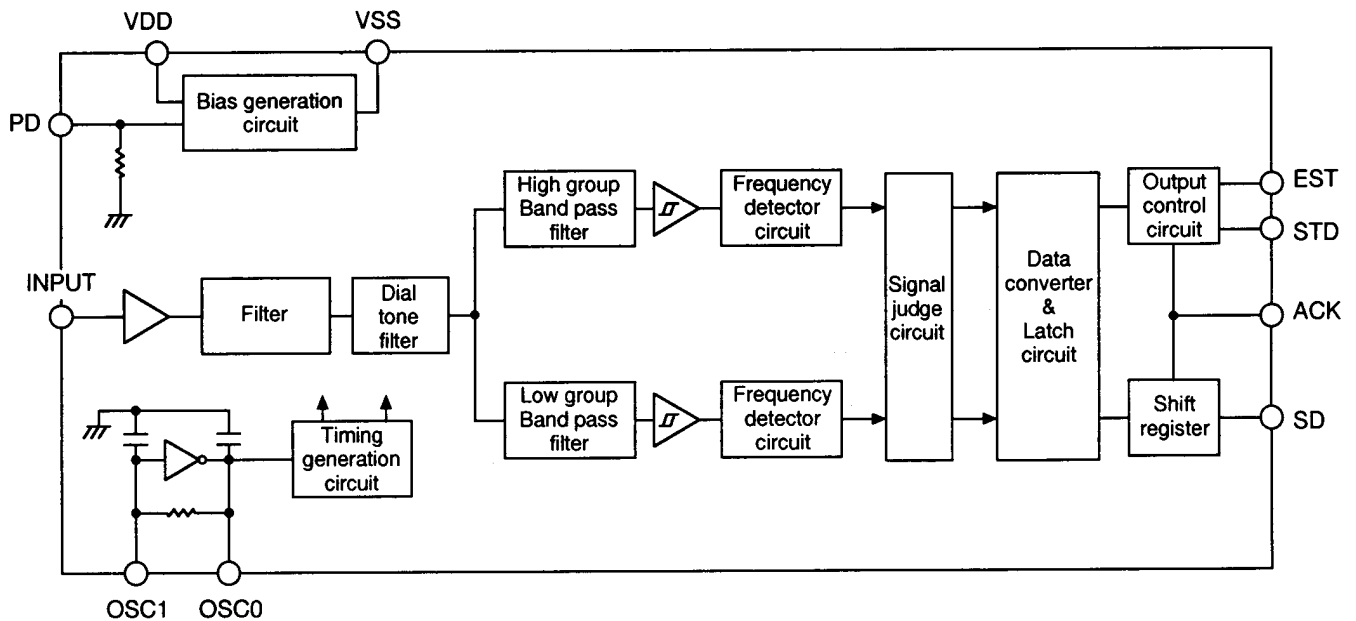 VDD
VSS
PD
Bias generation
circuit
High group
Band pass
filter
Frequency
detector
circuit
Output
control
circuit
EST
STD
INPUT
Filter
Dial
tone
filter
Signal
judge
circuit
Data
converter
&
Latch
circuit
ACK
Low group
Band pass
filter
Frequency
detector
circuit
Shift
register
SD
Timing
generation
circuit
OSC1
OSC0